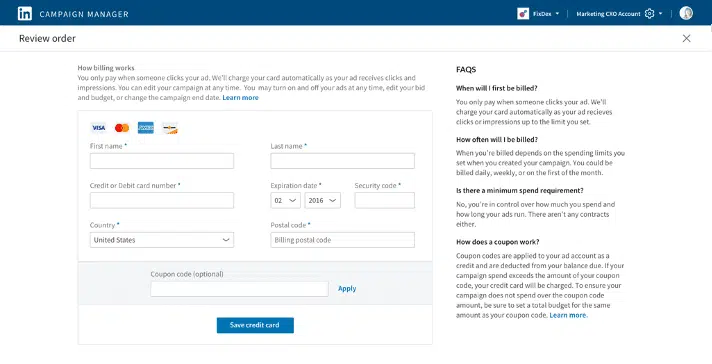 in CAMPAIGN MANAGER
FixDex
Marketing CXO Account
Review order
How billing works
You only pay when someone clicks your ad. We'll charge your card automatically as your ad receives clicks and
impressions. You can edit your campaign at any time. You may turn on and off your ads at any time, edit your bid
and budget, or change the campaign end date. Learn more
VISA
First name *
Last name *
Credit or Debit card number *
Expiration date *
Security code *
02
2016
Country *
Postal code *
United States
Billing postal code
Coupon code (optional)
Apply
Save credit card
FAQS
When will I first be billed?
You only pay when someone clicks your ad. We'll
charge your card automatically as your ad recieves
clicks or impressions up to the limit you set.
How often will I be billed?
When you're billed depends on the spending limits you
set when you created your campaign. You could be
billed daily, weekly, or on the first of the month.
Is there a minimum spend requirement?
No, you're in control over how much you spend and
how long your ads run. There aren't any contracts
either.
How does a coupon work?
Coupon codes are applied to your ad account as a
credit and are deducted from your balance due. If your
campaign spend exceeds the amount of your coupon
code, your credit card will be charged. To ensure your
campaign does not spend over the coupon code
amount, be sure to set a total budget for the same
amount as your coupon code. Learn more.